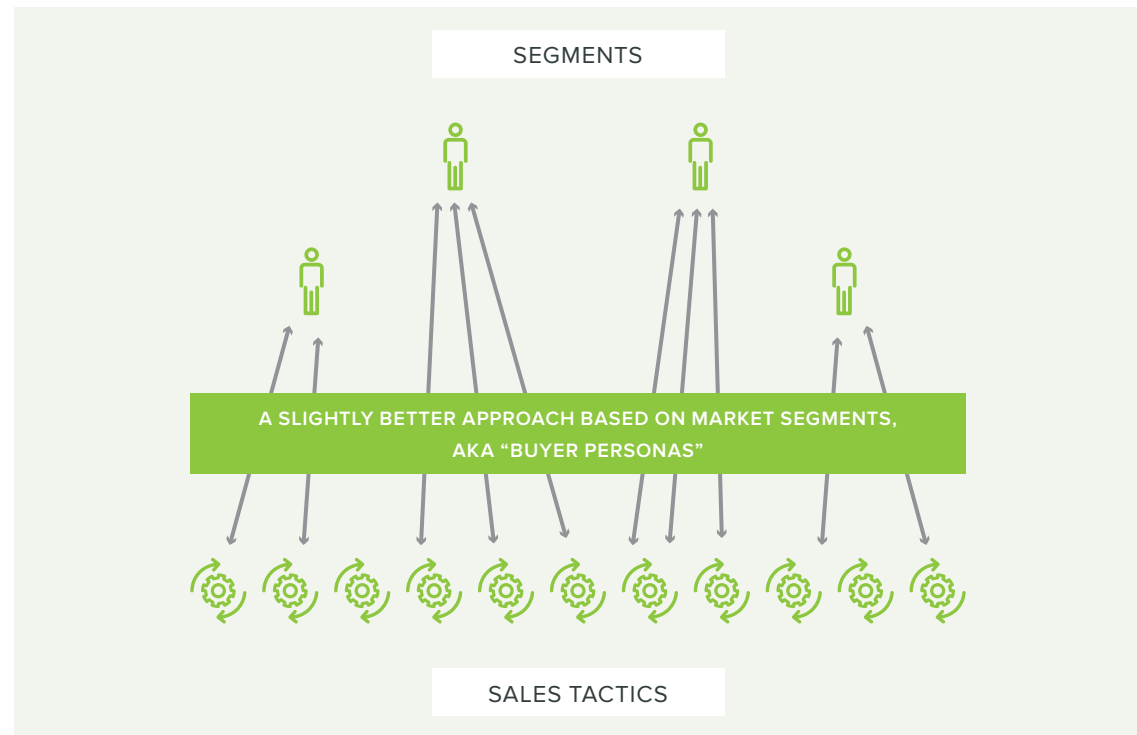 SEGMENTS
A SLIGHTLY BETTER APPROACH BASED ON MARKET SEGMENTS,
AKA “BUYER PERSONAS”
SALES TACTICS